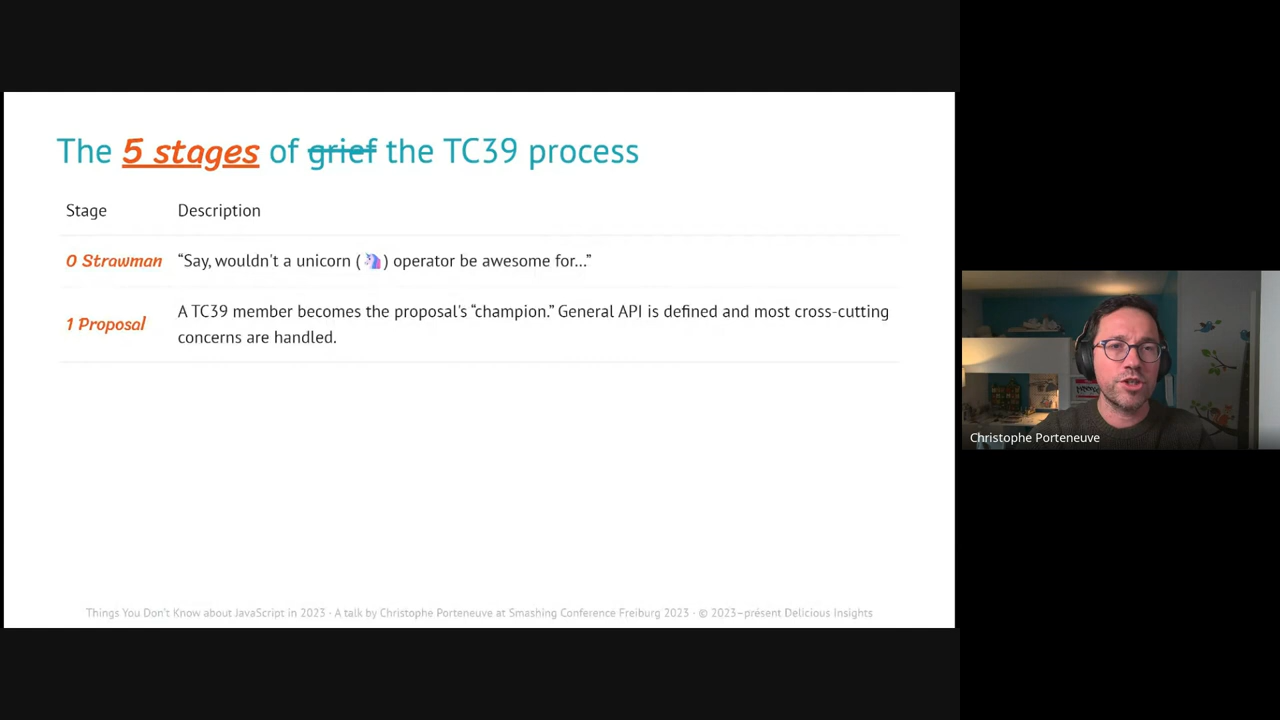 The 5 stages of grief the TC39 process
Stage Description
0 Strawman “Say, wouldn't a unicorn (🦄) operator be awesome for…”
1 Proposal A TC39 member becomes the proposal's “champion.” General API is defined and most cross-cutting
concerns are handled.
Things You Don't Know about JavaScript in 2023 · A talk by Christophe Porteneuve at Smashing Conference Freiburg 2023 · © 2023–présent Delicious Insights
Christophe Porteneuve